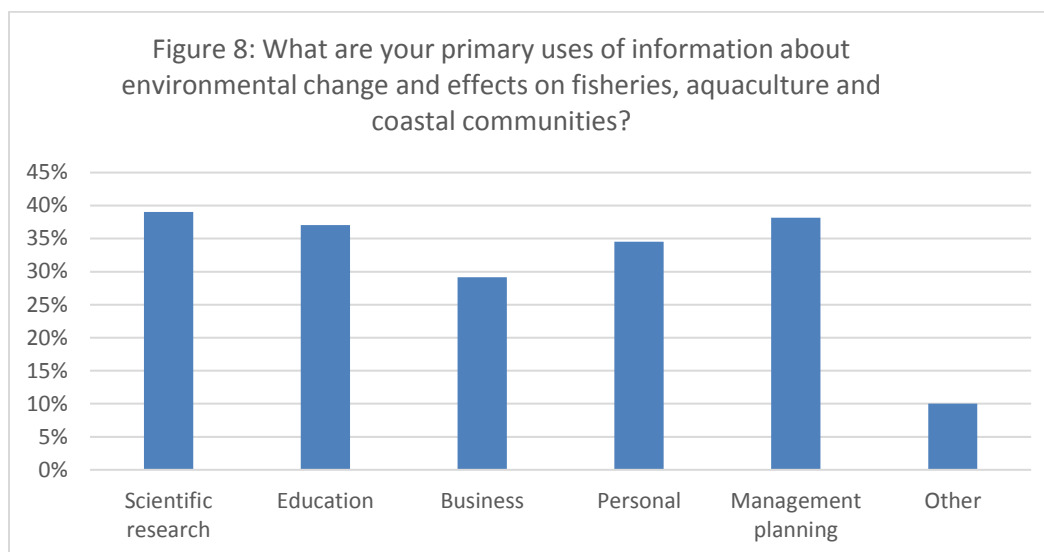 Figure 8: What are your primary uses of information about
environmental change and effects on fisheries, aquaculture and
coastal communities?
45%
40%
35%
30%
25%
20%
15%
10%
5%
0%
Scientific research
Education
Business
Personal
Management planning
Other